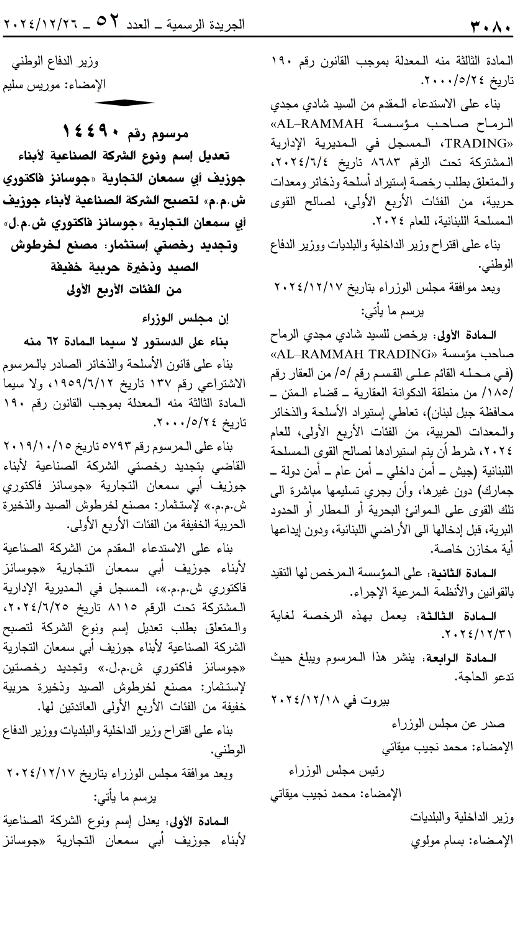 ٣٠٨٠
الجريدة الرسمية ــ العدد ٥٢ ــ ٢٠٢٤/١٢/٢٦
المادة الثالثة منه المعدلة بموجب القانون رقم ١٩٠
تاريخ ٢٠٠٠/٥/٢٤.
بناء على الاستدعاء المقدم من السيد شادي مجدي
الرماح صاحب مؤسسة «AL–RAMMAH
TRADING»، المسجل في المديرية الإدارية
المشتركة تحت الرقم ٨٦٨٣ تاريخ ٢٠٢٤/٦/٤،
والمتعلق بطلب رخصة إستيراد أسلحة وذخائر ومعدات
حربية، من الفئات الأربع الأولى، لصالح القوى
المسلحة اللبنانية، للعام ٢٠٢٤.
بناء على اقتراح وزير الداخلية والبلديات ووزير الدفاع
الوطني.
وبعد موافقة مجلس الوزراء بتاريخ ٢٠٢٤/١٢/١٧
يرسم ما يأتي:
المادة الأولى: يرخص للسيد شادي مجدي الرماح
صاحب مؤسسة «AL–RAMMAH TRADING»
(في محله القائم على القسم رقم /٥/ من العقار رقم
/١٨٥/ من منطقة الدكوانة العقارية – قضاء المتن –
محافظة جبل لبنان)، تعاطي إستيراد الأسلحة والذخائر
والمعدات الحربية، من الفئات الأربع الأولى، للعام
٢٠٢٤، شرط أن يتم استيرادها لصالح القوى المسلحة
اللبنانية (جيش – أمن داخلي – أمن عام – أمن دولة –
جمارك) دون غيرها، وأن يجري تسليمها مباشرة الى
تلك القوى على الموانئ البحرية أو المطار أو الحدود
البرية، قبل إدخالها الى الأراضي اللبنانية، ودون إيداعها
أية مخازن خاصة.
المادة الثانية: على المؤسسة المرخص لها التقيد
بالقوانين والأنظمة المرعية الإجراء.
المادة الثالثة: يعمل بهذه الرخصة لغاية
٢٠٢٤/١٢/٣١.
المادة الرابعة: ينشر هذا المرسوم ويبلغ حيث
تدعو الحاجة.
بيروت في ٢٠٢٤/١٢/١٨
صدر عن مجلس الوزراء
الإمضاء: محمد نجيب ميقاتي
رئيس مجلس الوزراء
الإمضاء: محمد نجيب ميقاتي
وزير الداخلية والبلديات
الإمضاء: بسام مولوي
وزير الدفاع الوطني
الإمضاء: موريس سليم
مرسوم رقم ١٤٤٩٠
تعديل إسم ونوع الشركة الصناعية لأبناء
جوزيف أبي سمعان التجارية «جوسانز فاكتوري
ش.م.م» لتصبح الشركة الصناعية لأبناء جوزيف
أبي سمعان التجارية «جوسانز فاكتوري ش.م.ل»
وتجديد رخصتي إستثمار: مصنع لخرطوش
الصيد وذخيرة حربية خفيفة
من الفئات الأربع الأولى
إن مجلس الوزراء
بناء على الدستور لا سيما المادة ٦٢ منه
بناء على قانون الأسلحة والذخائر الصادر بالمرسوم
الاشتراعي رقم ١٣٧ تاريخ ١٩٥٩/٦/١٢، ولا سيما
المادة الثالثة منه المعدلة بموجب القانون رقم ١٩٠
تاريخ ٢٠٠٠/٥/٢٤.
بناء على المرسوم رقم ٥٧٩٣ تاريخ ٢٠١٩/١٠/١٥
القاضي بتجديد رخصتي الشركة الصناعية لأبناء
جوزيف أبي سمعان التجارية «جوسانز فاكتوري
ش.م.م.» لإستثمار: مصنع لخرطوش الصيد والذخيرة
الحربية الخفيفة من الفئات الأربع الأولى.
بناء على الاستدعاء المقدم من الشركة الصناعية
لأبناء جوزيف أبي سمعان التجارية «جوسانز
فاكتوري ش.م.م.»، المسجل في المديرية الإدارية
المشتركة تحت الرقم ٨١١٥ تاريخ ٢٠٢٤/٦/٢٥،
والمتعلق بطلب تعديل إسم ونوع الشركة لتصبح
الشركة الصناعية لأبناء جوزيف أبي سمعان التجارية
«جوسانز فاكتوري ش.م.ل.» وتجديد رخصتين
لإستثمار: مصنع لخرطوش الصيد وذخيرة حربية
خفيفة من الفئات الأربع الأولى العائدتين لها.
بناء على اقتراح وزير الداخلية والبلديات ووزير الدفاع
الوطني.
وبعد موافقة مجلس الوزراء بتاريخ ٢٠٢٤/١٢/١٧
يرسم ما يأتي:
المادة الأولى: يعدل إسم ونوع الشركة الصناعية
لأبناء جوزيف أبي سمعان التجارية «جوسانز